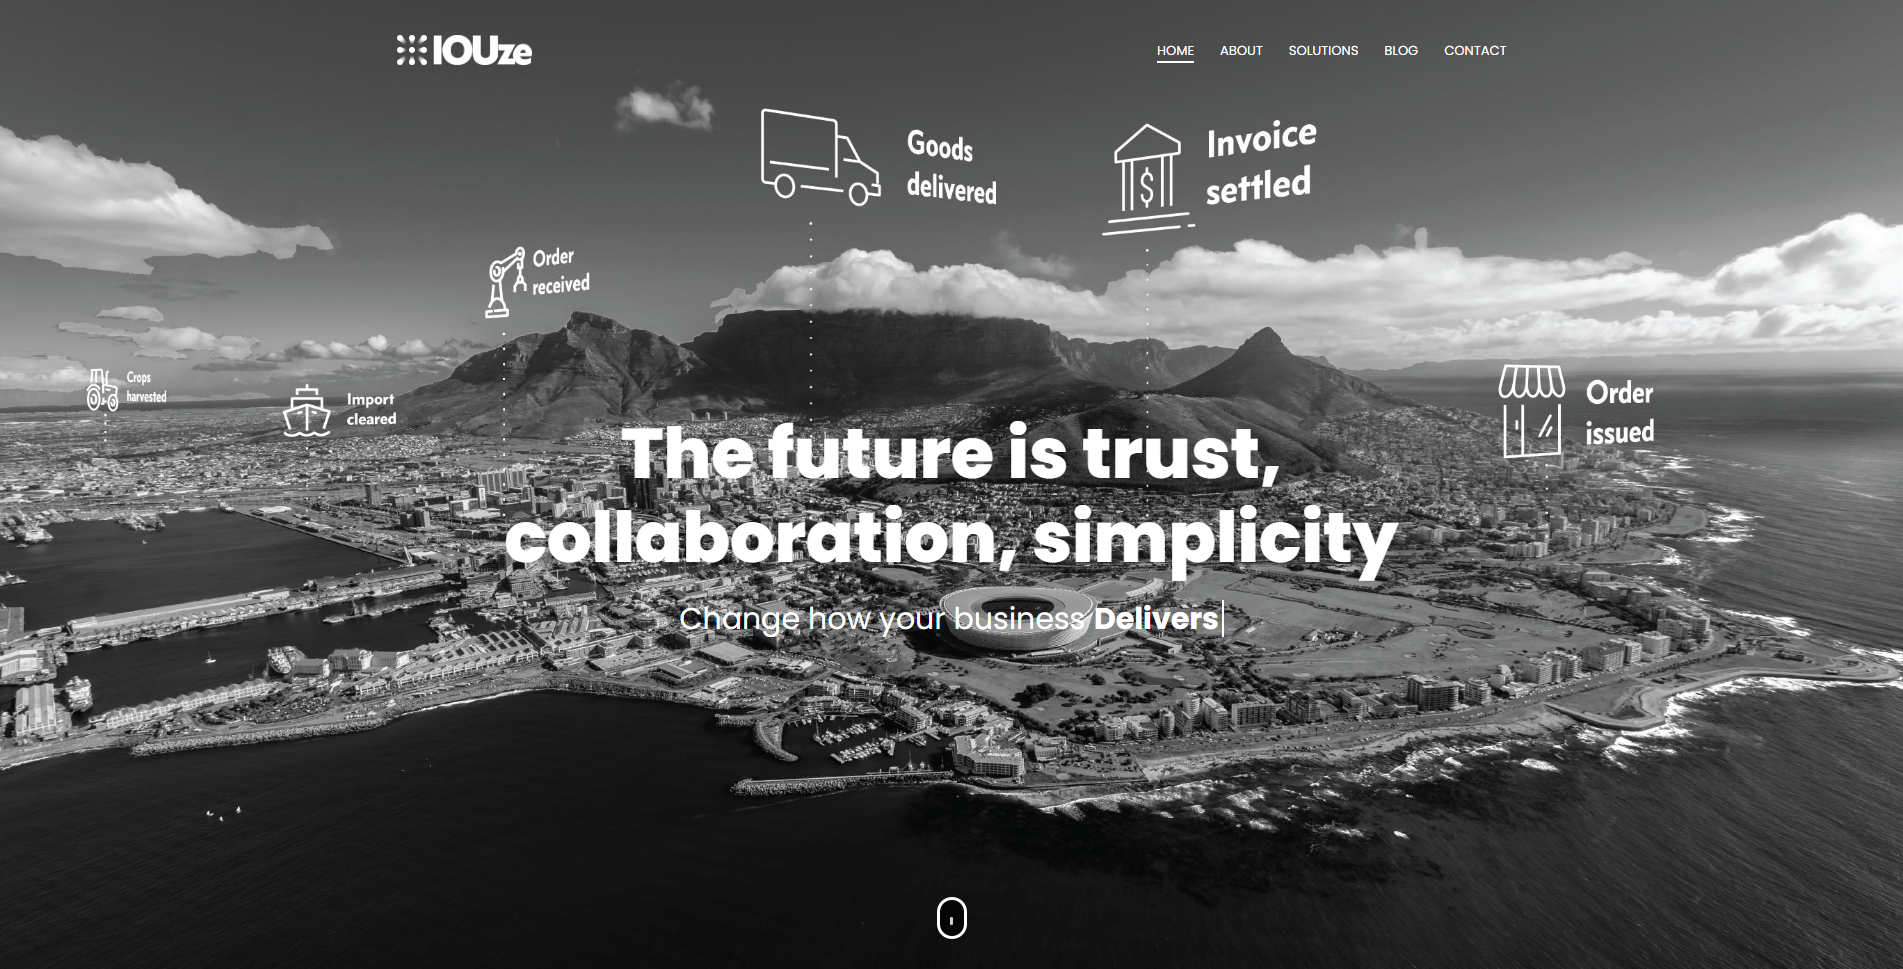 IOUze
HOME ABOUT SOLUTIONS BLOG CONTACT
Goods
delivered
Invoice
settled
Order
received
Crops
harvested
Import
cleared
Order
issued
The future is trust,
collaboration, simplicity
Change how your business Delivers